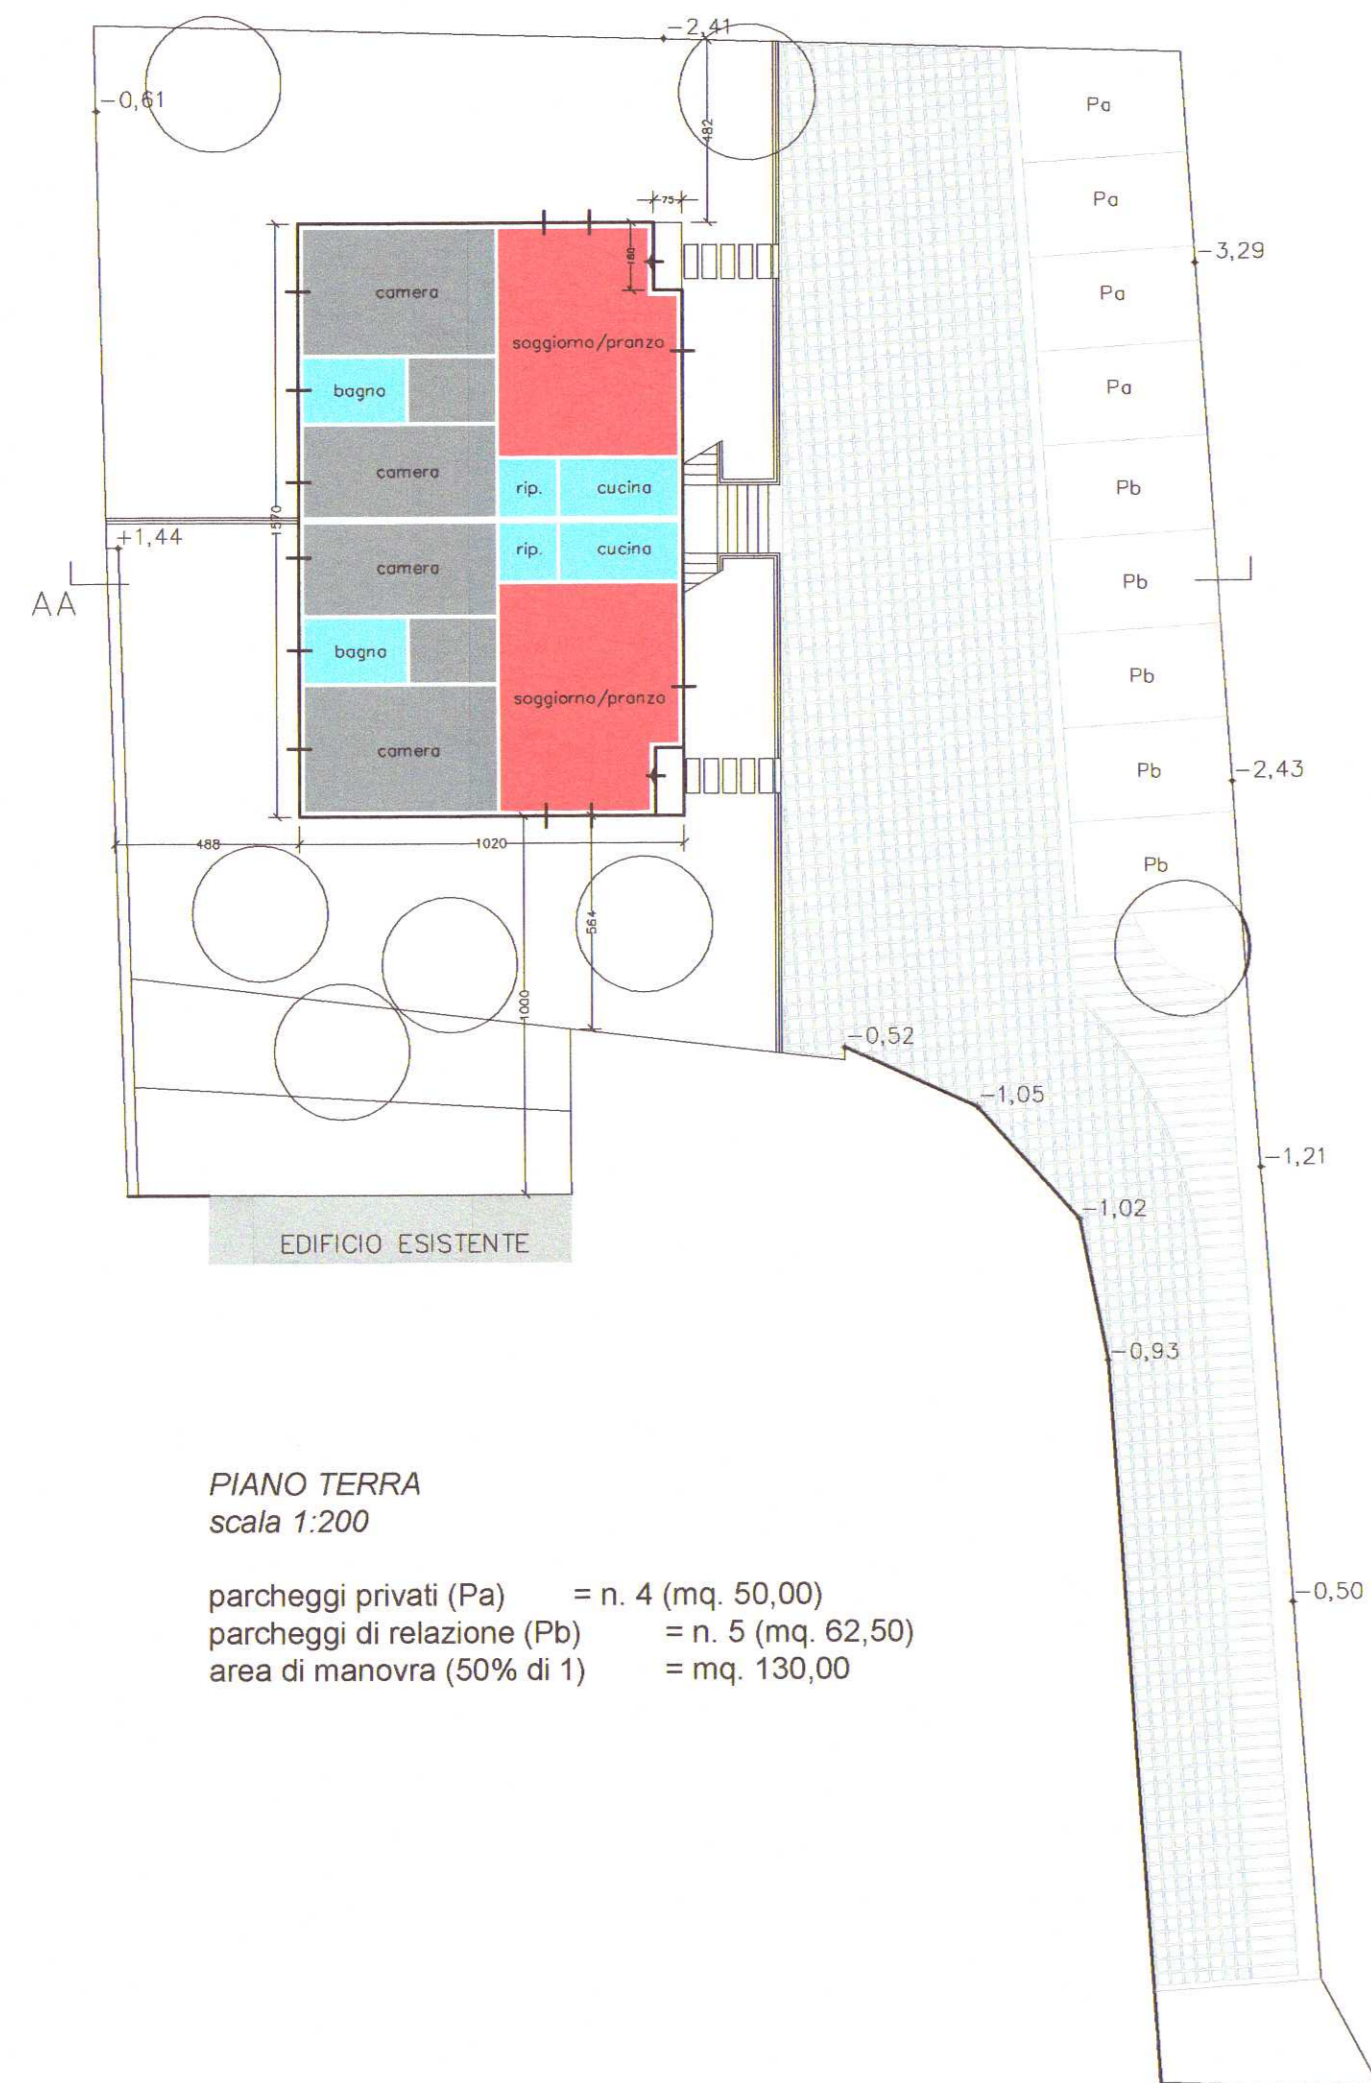 −2,41
−0,61
Pa
482
75
Pa
−3,29
180
camera
Pa
soggiorno/pranzo
bagno
Pa
camera
rip.
cucina
Pb
1570
+1,44
rip.
cucina
camera
Pb
AA
bagno
Pb
soggiorno/pranzo
camera
Pb
−2,43
488
1020
Pb
564
1000
−0,52
−1,05
−1,21
−1,02
EDIFICIO ESISTENTE
−0,93
PIANO TERRA
scala 1:200
parcheggi privati (Pa) = n. 4 (mq. 50,00)
−0,50
parcheggi di relazione (Pb) = n. 5 (mq. 62,50)
area di manovra (50% di 1) = mq. 130,00